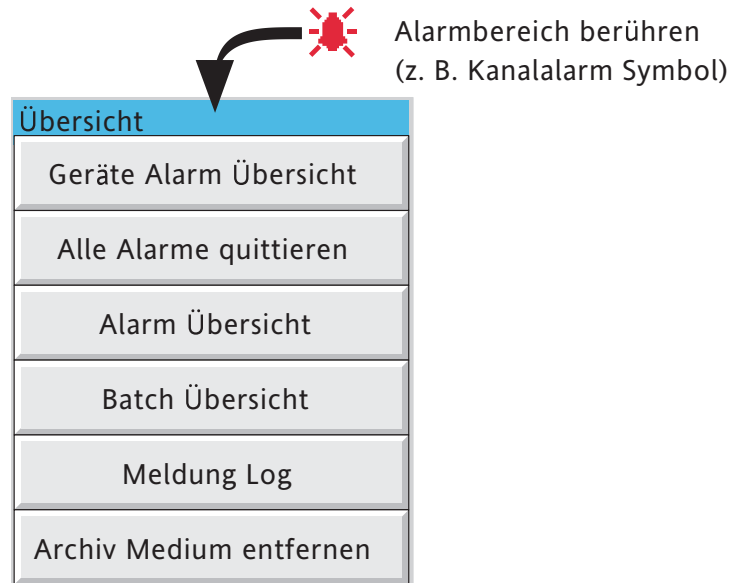 Alarmbereich berühren
(z. B. Kanalalarm Symbol)
Übersicht
Geräte Alarm Übersicht
Alle Alarme quittieren
Alarm Übersicht
Batch Übersicht
Meldung Log
Archiv Medium entfernen